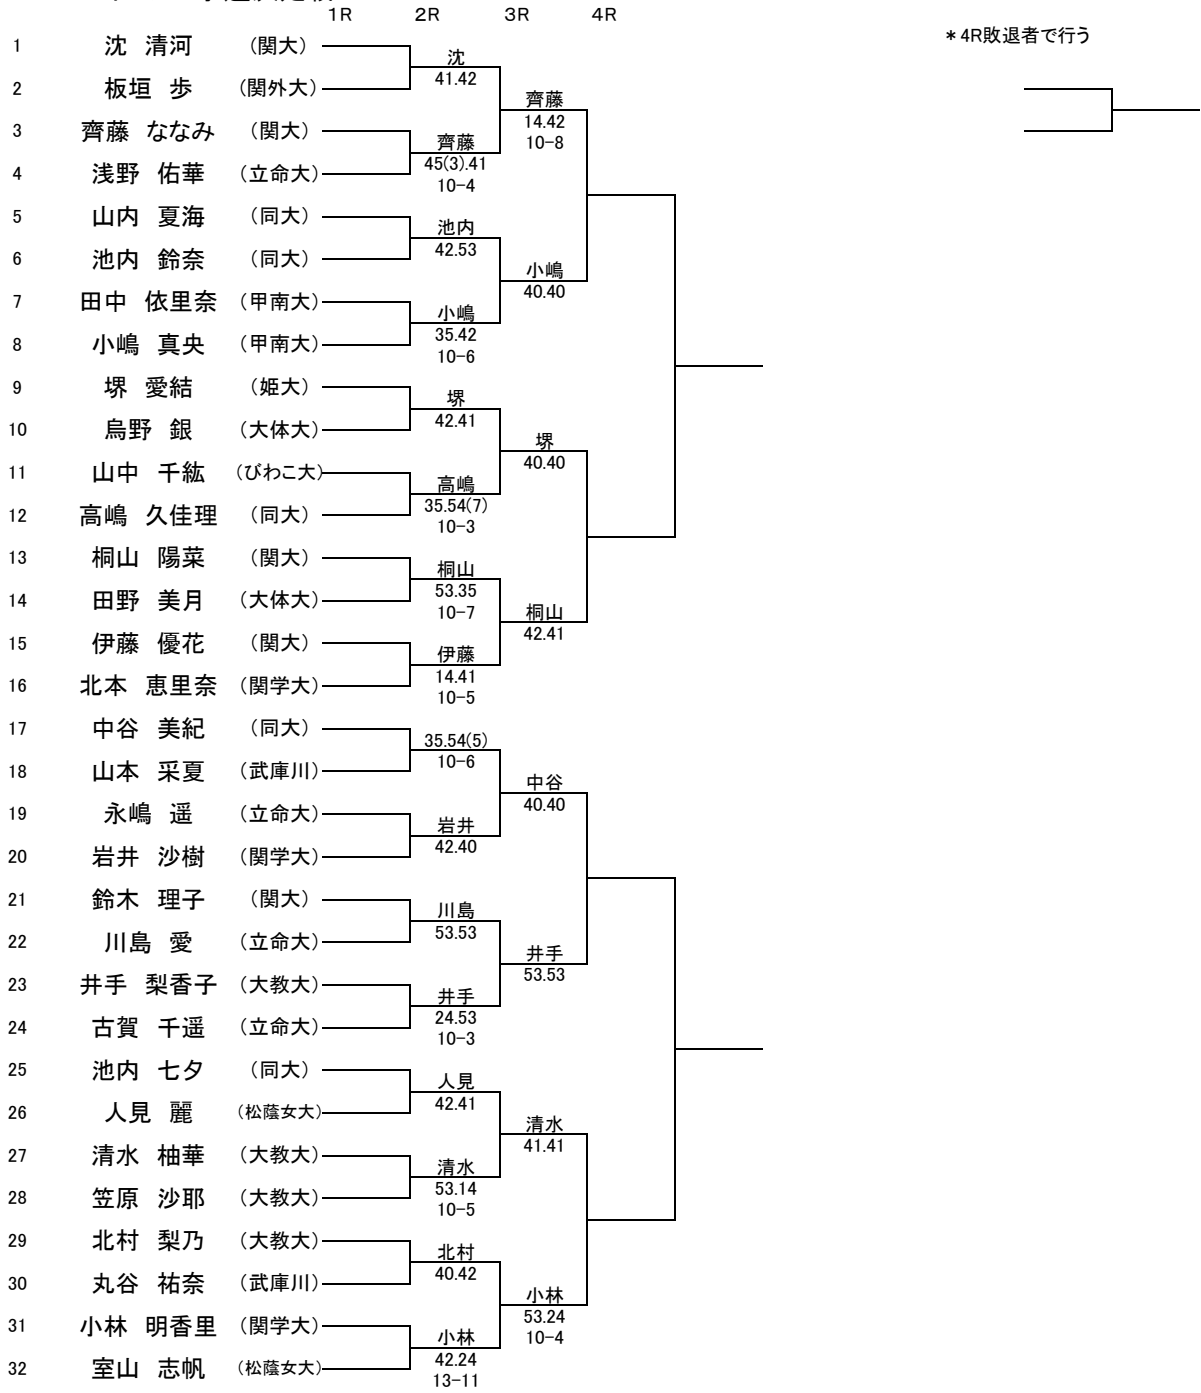 1R 2R 3R 4R
＊4R敗退者で行う
1 沈 清河 (関大)
2 板垣 歩 (関外大)
3 齊藤 ななみ (関大)
4 浅野 佑華 (立命大)
5 山内 夏海 (同大)
6 池内 鈴奈 (同大)
7 田中 依里奈 (甲南大)
8 小嶋 真央 (甲南大)
9 堺 愛結 (姫大)
10 烏野 銀 (大体大)
11 山中 千紘 (びわこ大)
12 高嶋 久佳理 (同大)
13 桐山 陽菜 (関大)
14 田野 美月 (大体大)
15 伊藤 優花 (関大)
16 北本 恵里奈 (関学大)
17 中谷 美紀 (同大)
18 山本 采夏 (武庫川)
19 永嶋 遥 (立命大)
20 岩井 沙樹 (関学大)
21 鈴木 理子 (関大)
22 川島 愛 (立命大)
23 井手 梨香子 (大教大)
24 古賀 千遥 (立命大)
25 池内 七夕 (同大)
26 人見 麗 (松蔭女大)
27 清水 柚華 (大教大)
28 笠原 沙耶 (大教大)
29 北村 梨乃 (大教大)
30 丸谷 祐奈 (武庫川)
31 小林 明香里 (関学大)
32 室山 志帆 (松蔭女大)
沈
41.42
齊藤
45(3).41
10-4
池内
42.53
小嶋
35.42
10-6
堺
42.41
高嶋
35.54(7)
10-3
桐山
53.35
10-7
伊藤
14.41
10-5
35.54(5)
10-6
岩井
42.40
川島
53.53
井手
24.53
10-3
人見
42.41
清水
53.14
10-5
北村
40.42
小林
42.24
13-11
齊藤
14.42
10-8
小嶋
40.40
堺
40.40
桐山
42.41
中谷
40.40
井手
53.53
清水
41.41
小林
53.24
10-4